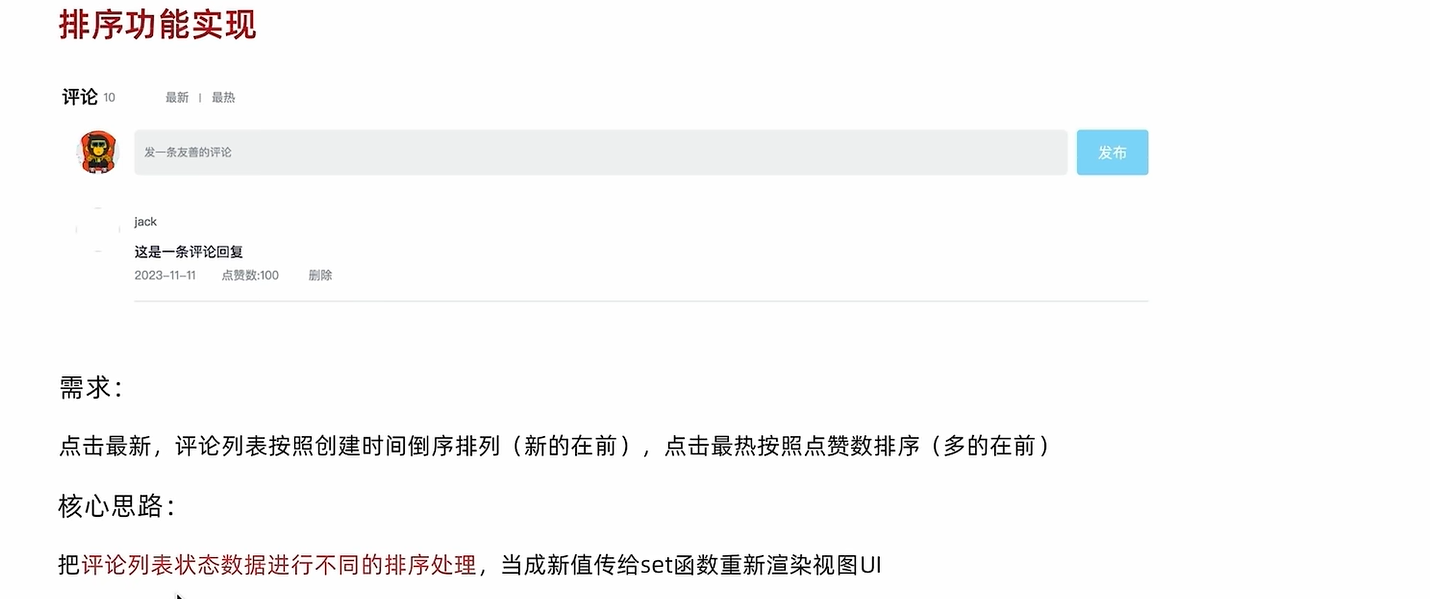 排序功能实现
评论 10 最新 | 最热
发一条友善的评论 发布
jack
这是一条评论回复
2023-11-11 点赞数:100 删除
需求：
点击最新，评论列表按照创建时间倒序排列（新的在前），点击最热按照点赞数排序（多的在前）
核心思路：
把评论列表状态数据进行不同的排序处理，当成新值传给set函数重新渲染视图UI